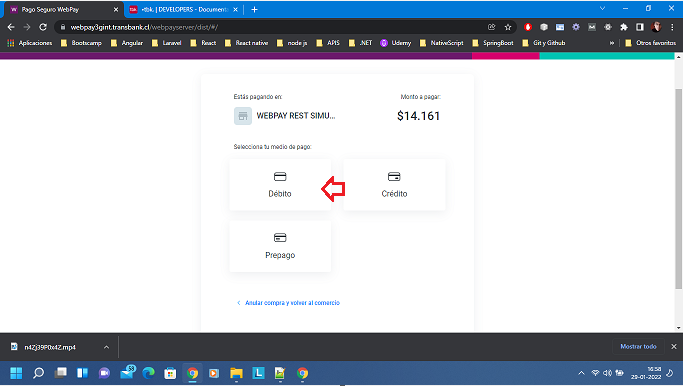 Pago Seguro WebPay
•tbk. | DEVELOPERS - Document
webpay3gint.transbank.cl/webpayserver/dist/#/
Aplicaciones Bootscamp Angular Laravel React React native node js APIS .NET Udemy NativeScript SpringBoot Git y Github » Otros favoritos
Estás pagando en: Monto a pagar:
WEBPAY REST SIMU... $14.161
Selecciona tu medio de pago:
Débito Crédito
Prepago
Anular compra y volver al comercio
n4Zj39P0x4Z.mp4 Mostrar todo
16:58
29-01-2022